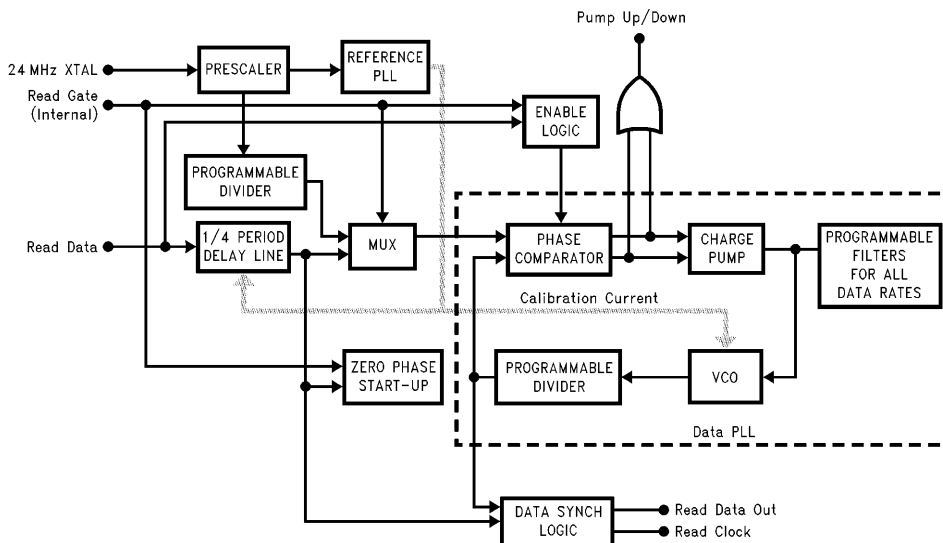 Pump Up/Down
24 MHz XTAL
PRESCALER
REFERENCE
PLL
Read Gate
(Internal)
ENABLE
LOGIC
PROGRAMMABLE
DIVIDER
Read Data
1/4 PERIOD
DELAY LINE
MUX
PHASE
COMPARATOR
CHARGE
PUMP
PROGRAMMABLE
FILTERS
FOR ALL
DATA RATES
Calibration Current
ZERO PHASE
START-UP
PROGRAMMABLE
DIVIDER
VCO
Data PLL
DATA SYNCH
LOGIC
Read Data Out
Read Clock